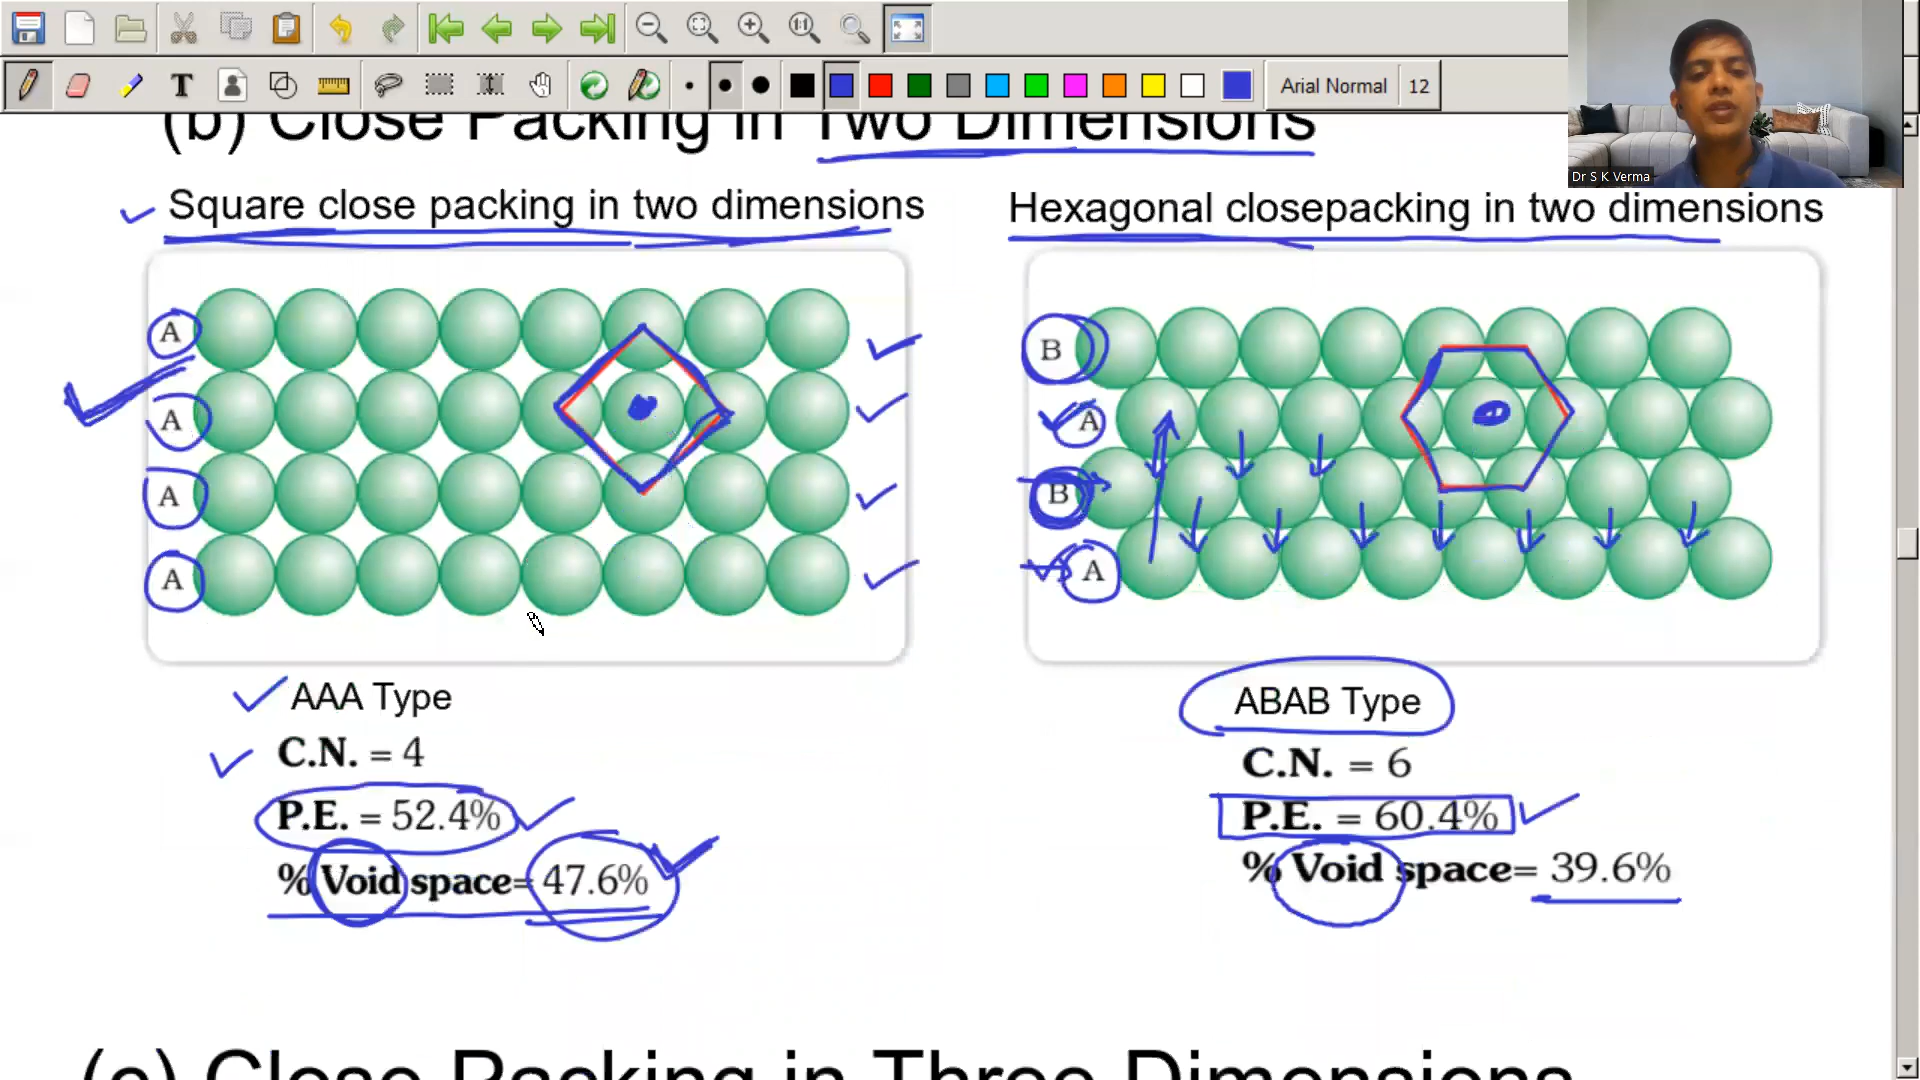 T
1:1
Arial Normal 12
Dr S K Verma
(b) Close Packing in Two Dimensions
Square close packing in two dimensions
Hexagonal closepacking in two dimensions
A
A
A
A
B
A
B
A
AAA Type
C.N. = 4
P.E. = 52.4%
% Void space= 47.6%
ABAB Type
C.N. = 6
P.E. = 60.4%
% Void space= 39.6%
(c) Close Packing in Three Dimensions